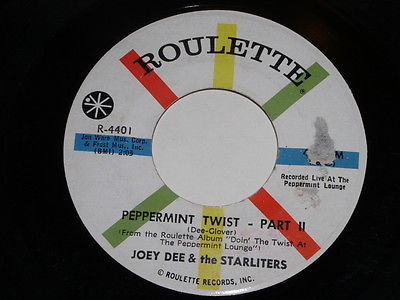 ROULETTE
®
R-4401
Jon Ware Mus. Corp.
& Frost Mus., Inc.
(BMI) 2:05
Recorded Live At The
Peppermint Lounge
PEPPERMINT TWIST - PART II
(Dee-Glover)
(From the Roulette Album "Doin' The Twist At
The Peppermint Lounge")
JOEY DEE & the STARLITERS
© ROULETTE RECORDS, INC.